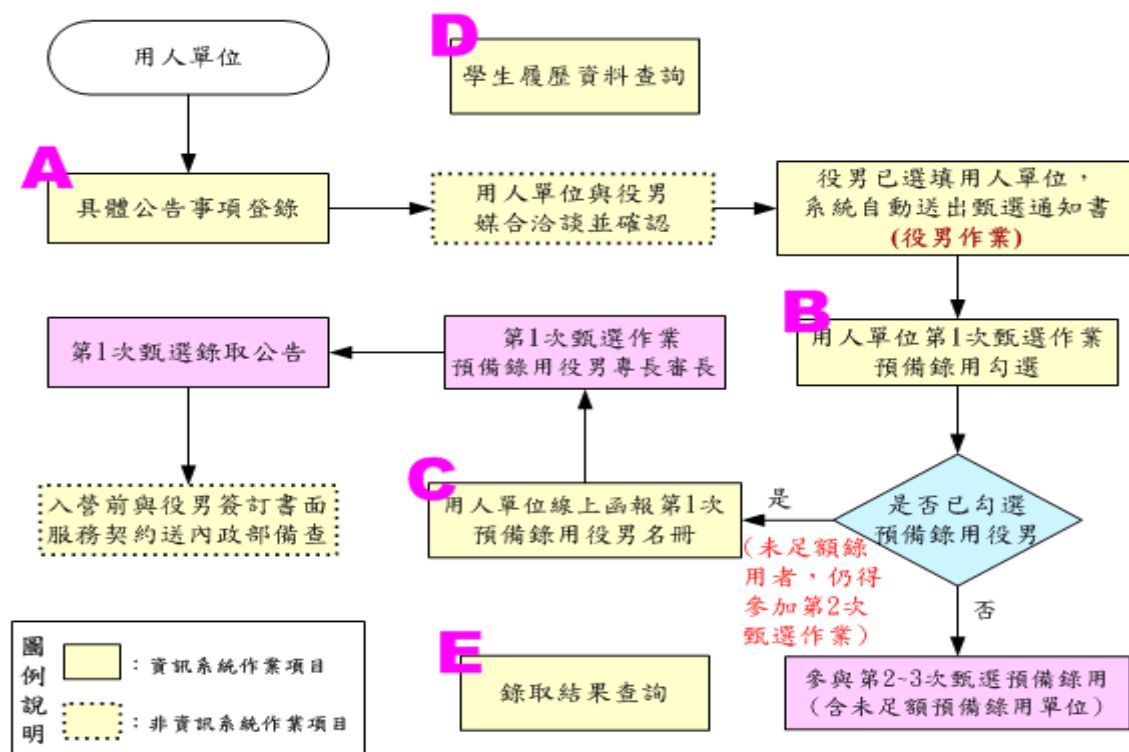 用人單位
D
學生履歷資料查詢
A
具體公告事項登錄
用人單位與役男
媒合洽談並確認
役男已選填用人單位，
系統自動送出甄選通知書
(役男作業)
B
用人單位第1次甄選作業
預備錄用勾選
第1次甄選作業
預備錄用役男專長審長
第1次甄選錄取公告
入營前與役男簽訂書面
服務契約送內政部備查
C
用人單位線上函報第1次
預備錄用役男名冊
是
是否已勾選
預備錄用役男
(未足額錄
用者，仍得
參加第2次
甄選作業)
否
參與第2~3次甄選預備錄用
(含未足額預備錄用單位)
E
錄取結果查詢
圖例說明
：資訊系統作業項目
：非資訊系統作業項目